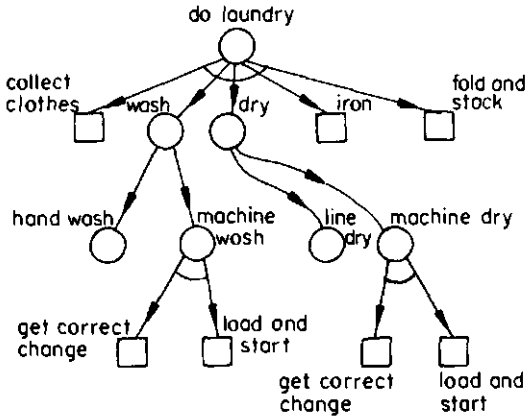 do laundry
collect
clothes
wash
dry
iron
fold and
stack
hand wash
machine
wash
line
dry
machine dry
get correct
change
load and
start
get correct
change
load and
start